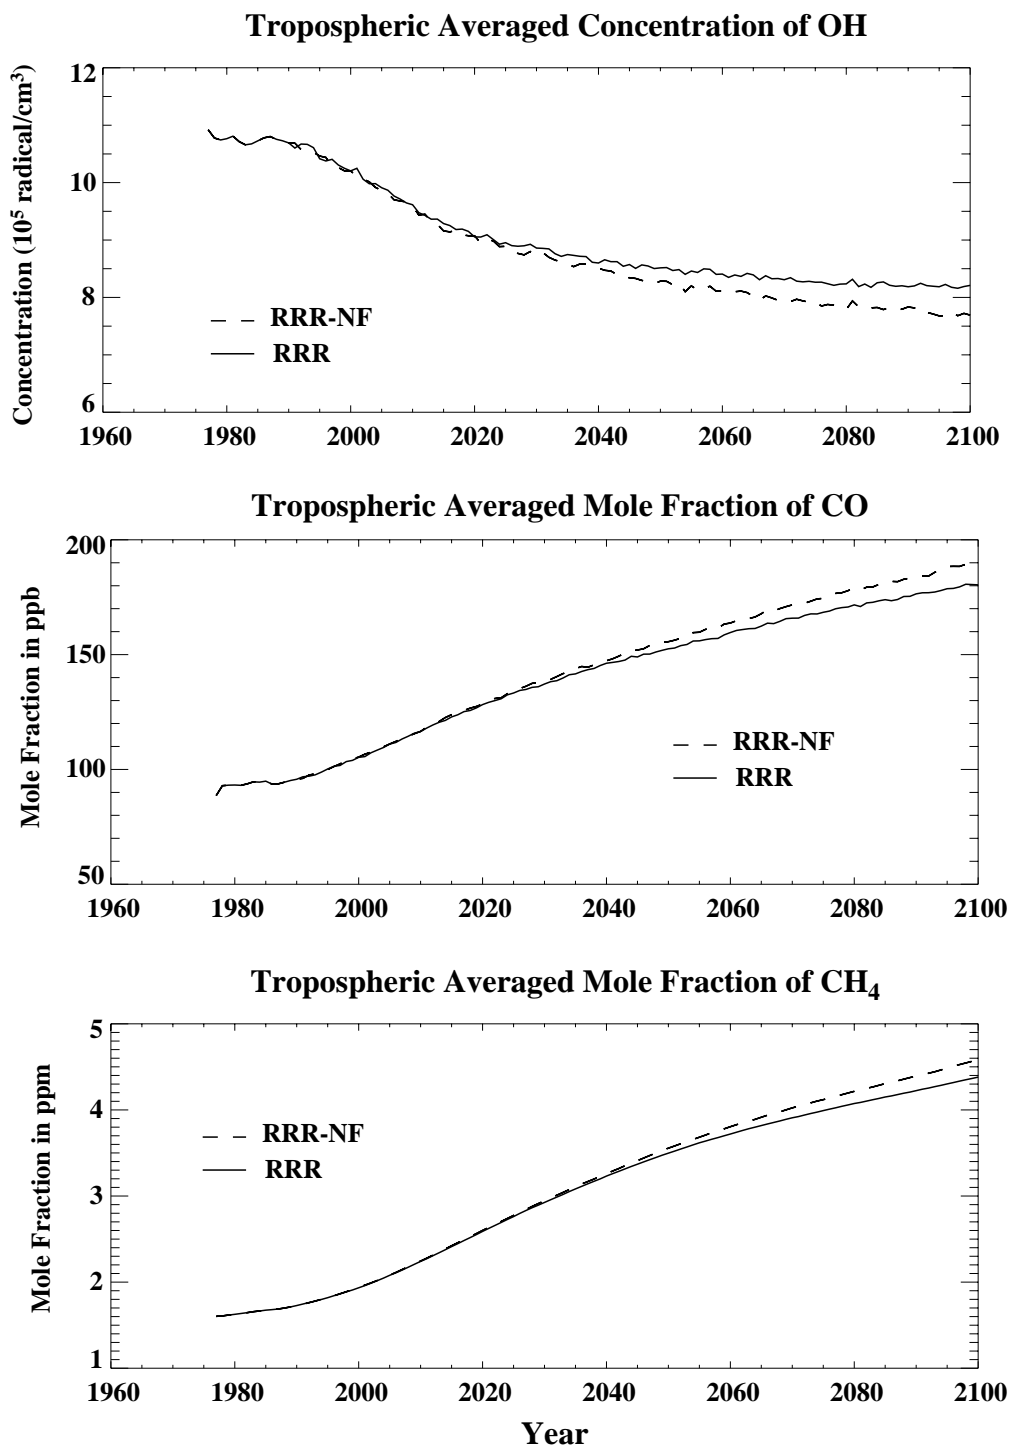 Tropospheric Averaged Concentration of OH
Concentration (10⁵ radical/cm³)
12
10
8
6
RRR-NF
RRR
1960 1980 2000 2020 2040 2060 2080 2100
Tropospheric Averaged Mole Fraction of CO
Mole Fraction in ppb
200
150
100
50
RRR-NF
RRR
1960 1980 2000 2020 2040 2060 2080 2100
Tropospheric Averaged Mole Fraction of CH₄
Mole Fraction in ppm
5
4
3
2
1
RRR-NF
RRR
1960 1980 2000 2020 2040 2060 2080 2100
Year